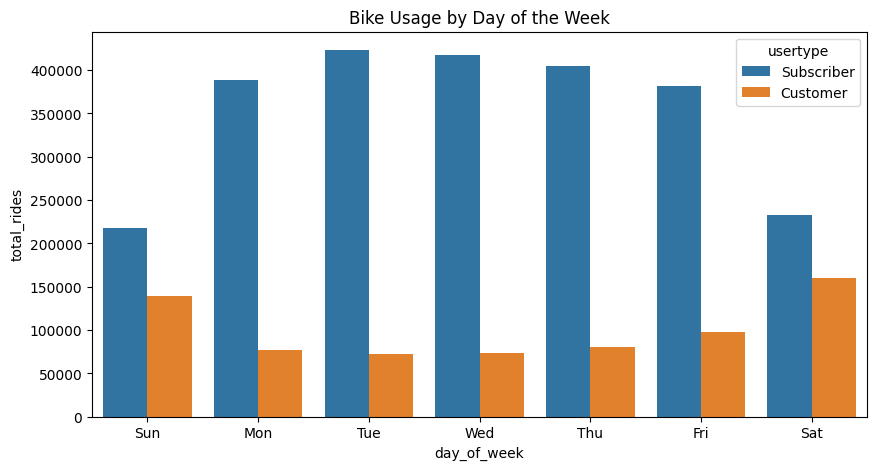 Bike Usage by Day of the Week
usertype
Subscriber
Customer
total_rides
400000
350000
300000
250000
200000
150000
100000
50000
0
Sun Mon Tue Wed Thu Fri Sat
day_of_week